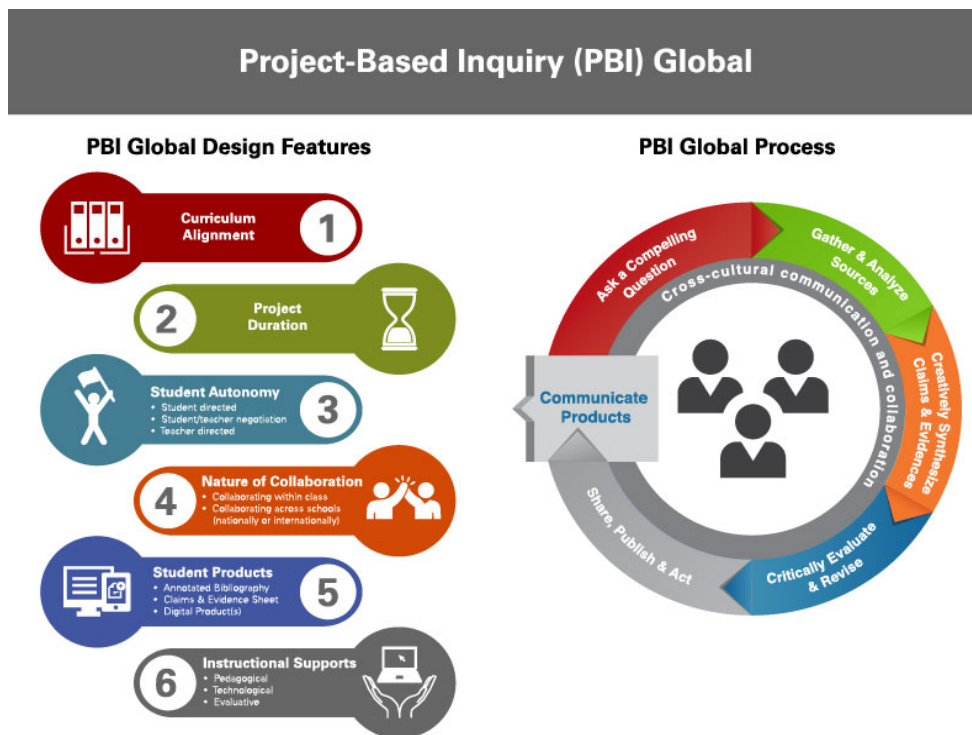 Project-Based Inquiry (PBI) Global
PBI Global Design Features
Curriculum
Alignment
1
2
Project
Duration
Student Autonomy
• Student directed
• Student/teacher negotiation
• Teacher directed
3
4
Nature of Collaboration
• Collaborating within class
• Collaborating across schools
(nationally or internationally)
Student Products
• Annotated Bibliography
• Claims & Evidence Sheet
• Digital Product(s)
5
6
Instructional Supports
• Pedagogical
• Technological
• Evaluative
PBI Global Process
Ask a Compelling
Question
Gather & Analyze
Sources
Creatively Synthesize
Claims & Evidences
Critically Evaluate
& Revise
Share, Publish & Act
Communicate
Products
Cross-cultural communication and collaboration